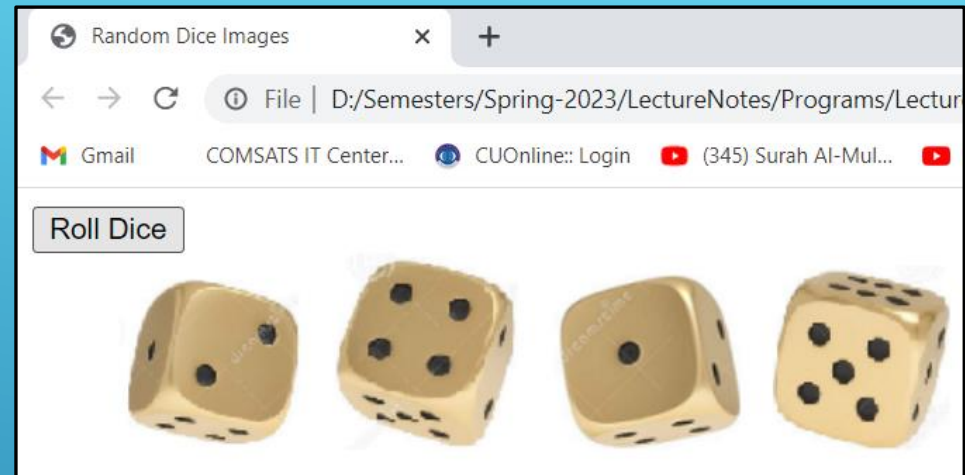 Random Dice Images
File | D:/Semesters/Spring-2023/LectureNotes/Programs/Lectur
Gmail COMSATS IT Center... CUOnline:: Login (345) Surah Al-Mul...
Roll Dice
dreamstime